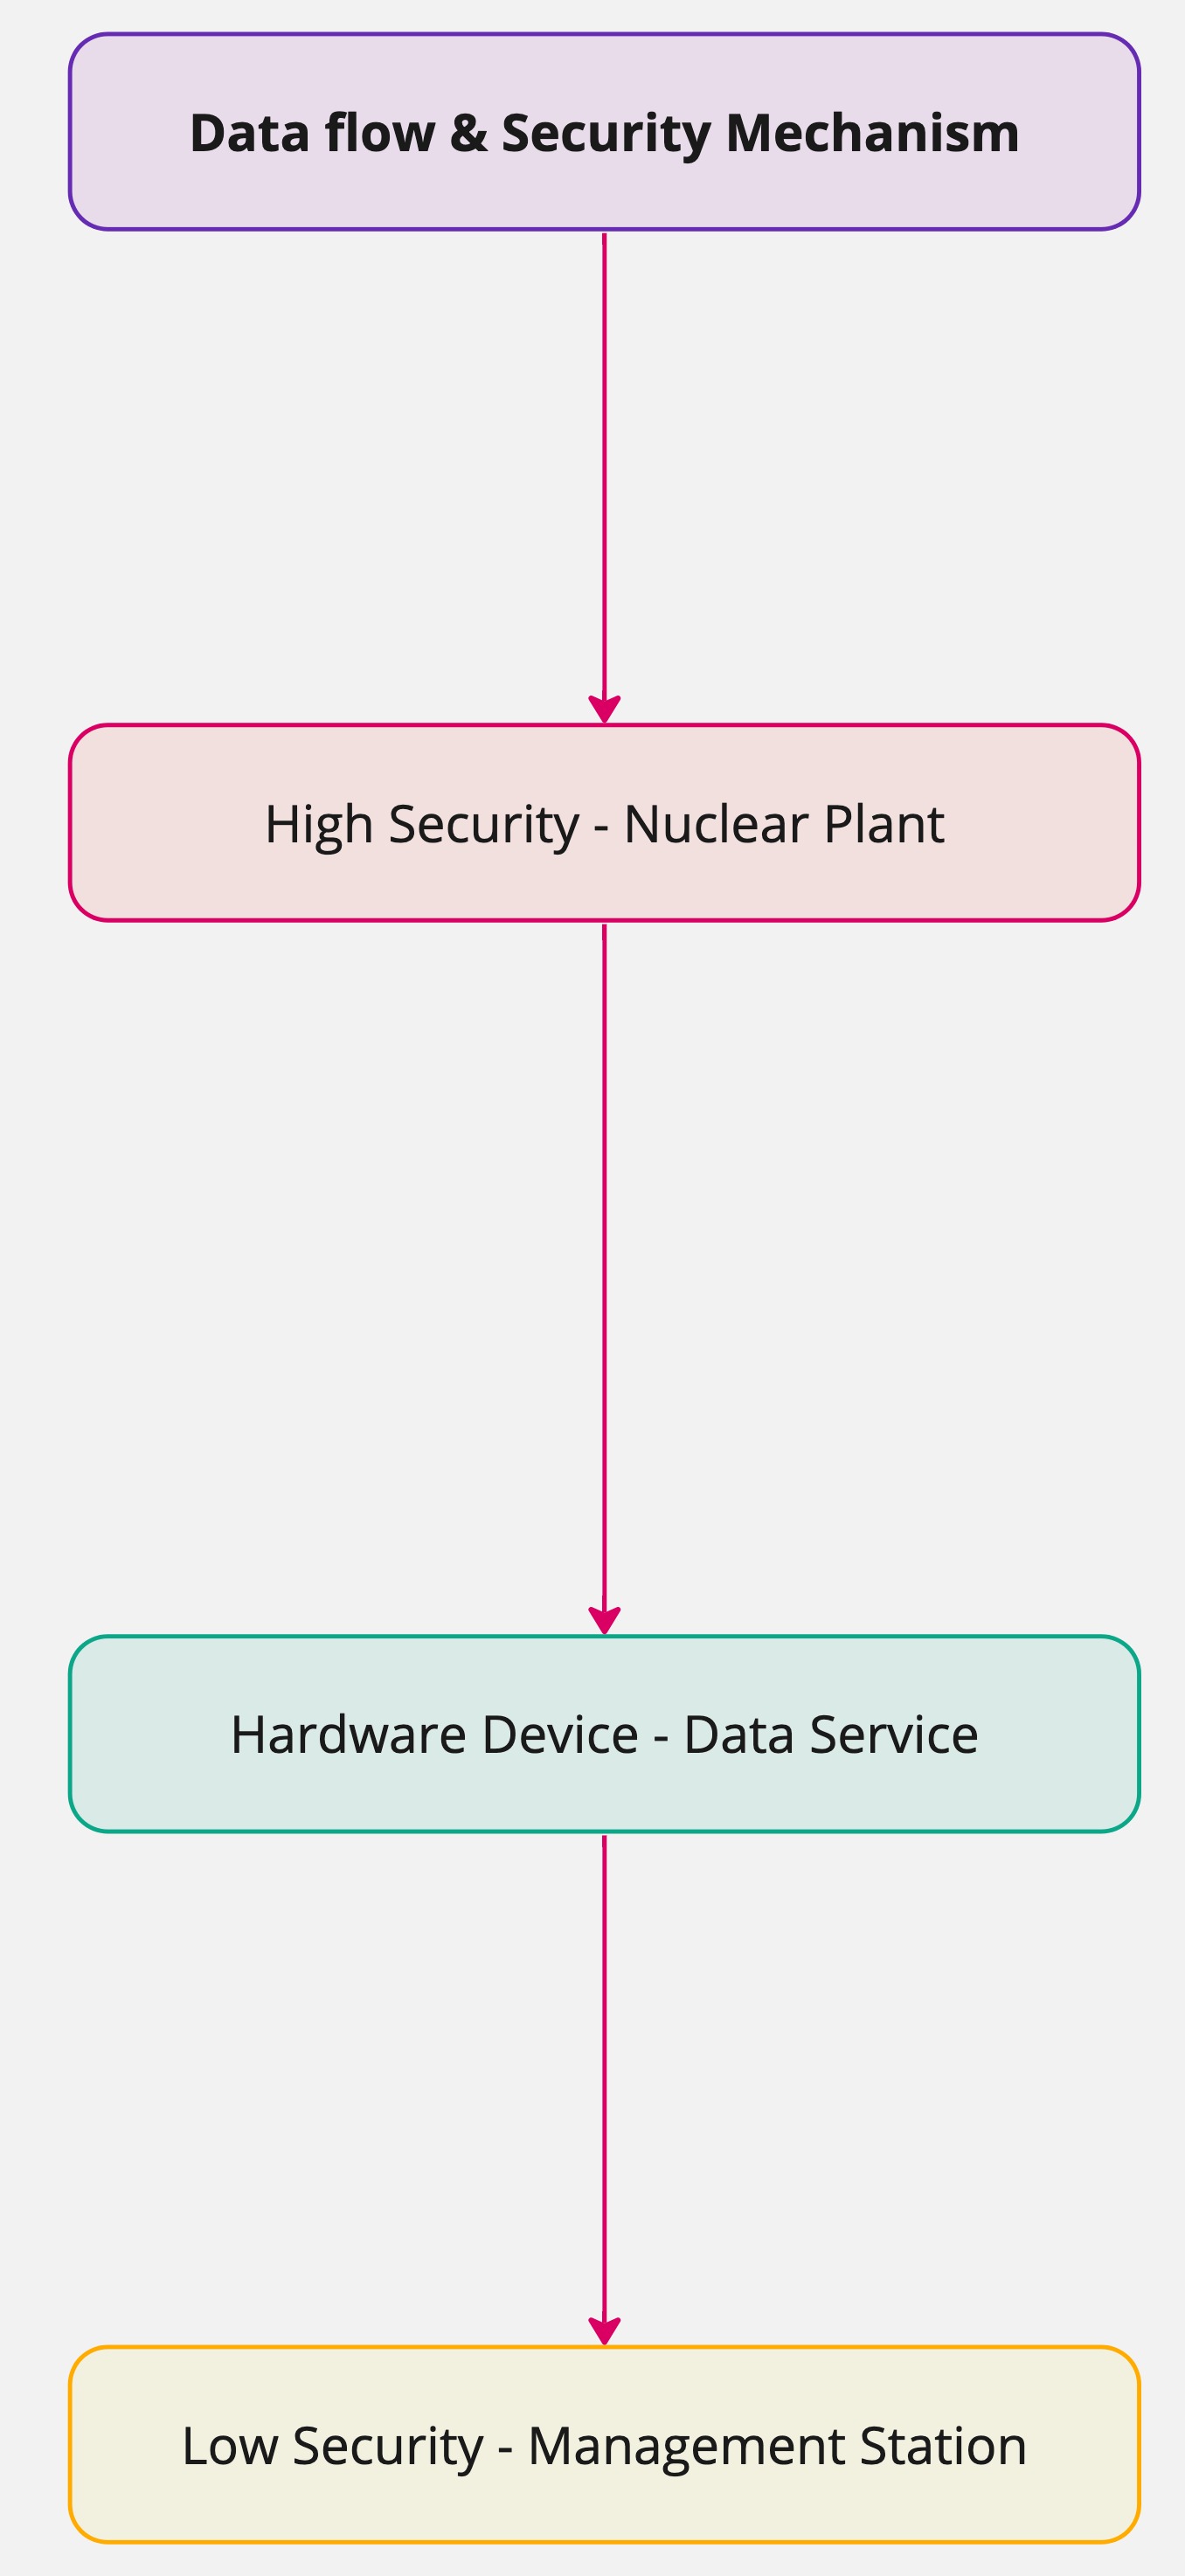 Data flow & Security Mechanism
High Security - Nuclear Plant
Hardware Device - Data Service
Low Security - Management Station